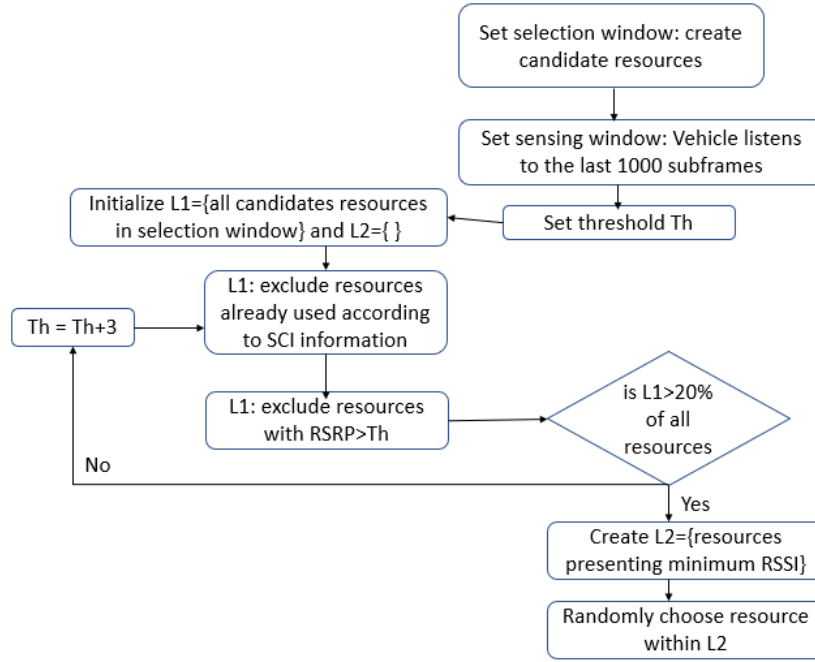 Set selection window: create
candidate resources
Set sensing window: Vehicle listens
to the last 1000 subframes
Set threshold Th
Initialize L1={all candidates resources
in selection window} and L2={ }
L1: exclude resources
already used according
to SCI information
Th = Th+3
L1: exclude resources
with RSRP>Th
is L1>20%
of all
resources
No
Yes
Create L2={resources
presenting minimum RSSI}
Randomly choose resource
within L2